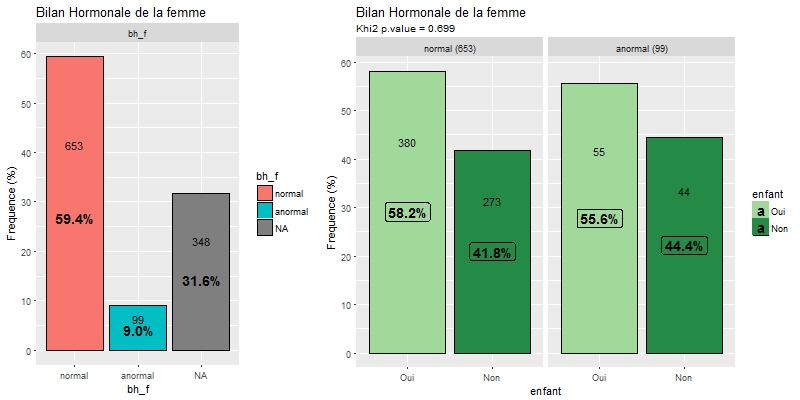 Bilan Hormonale de la femme
bh_f
Frequence (%)
60
50
40
30
20
10
0
653
59.4%
99
9.0%
348
31.6%
normal
anormal
NA
bh_f
bh_f
normal
anormal
NA
Bilan Hormonale de la femme
Khi2 p.value = 0.699
normal (653)
anormal (99)
Frequence (%)
60
50
40
30
20
10
0
380
58.2%
273
41.8%
55
55.6%
44
44.4%
Oui
Non
Oui
Non
enfant
enfant
a Oui
a Non